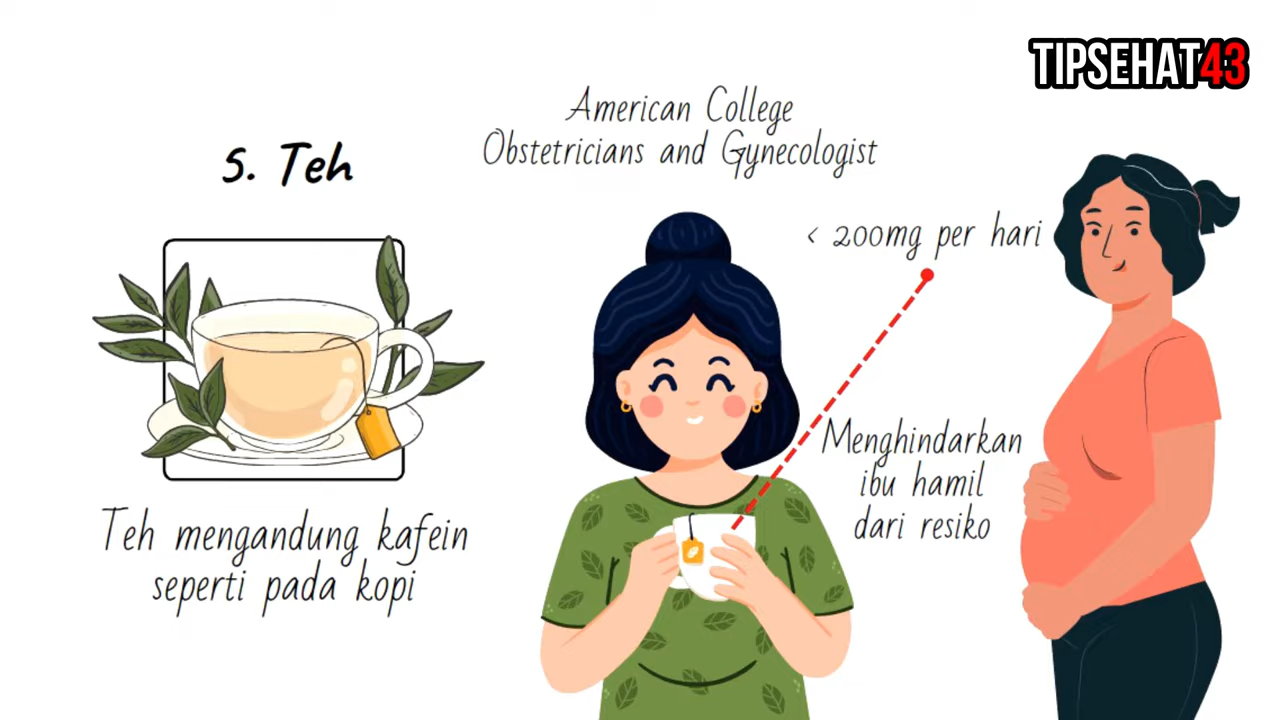 TIPSEHAT43
American College
Obstetricians and Gynecologist
5. Teh
< 200mg per hari
Menghindarkan
ibu hamil
dari resiko
Teh mengandung kafein
seperti pada kopi